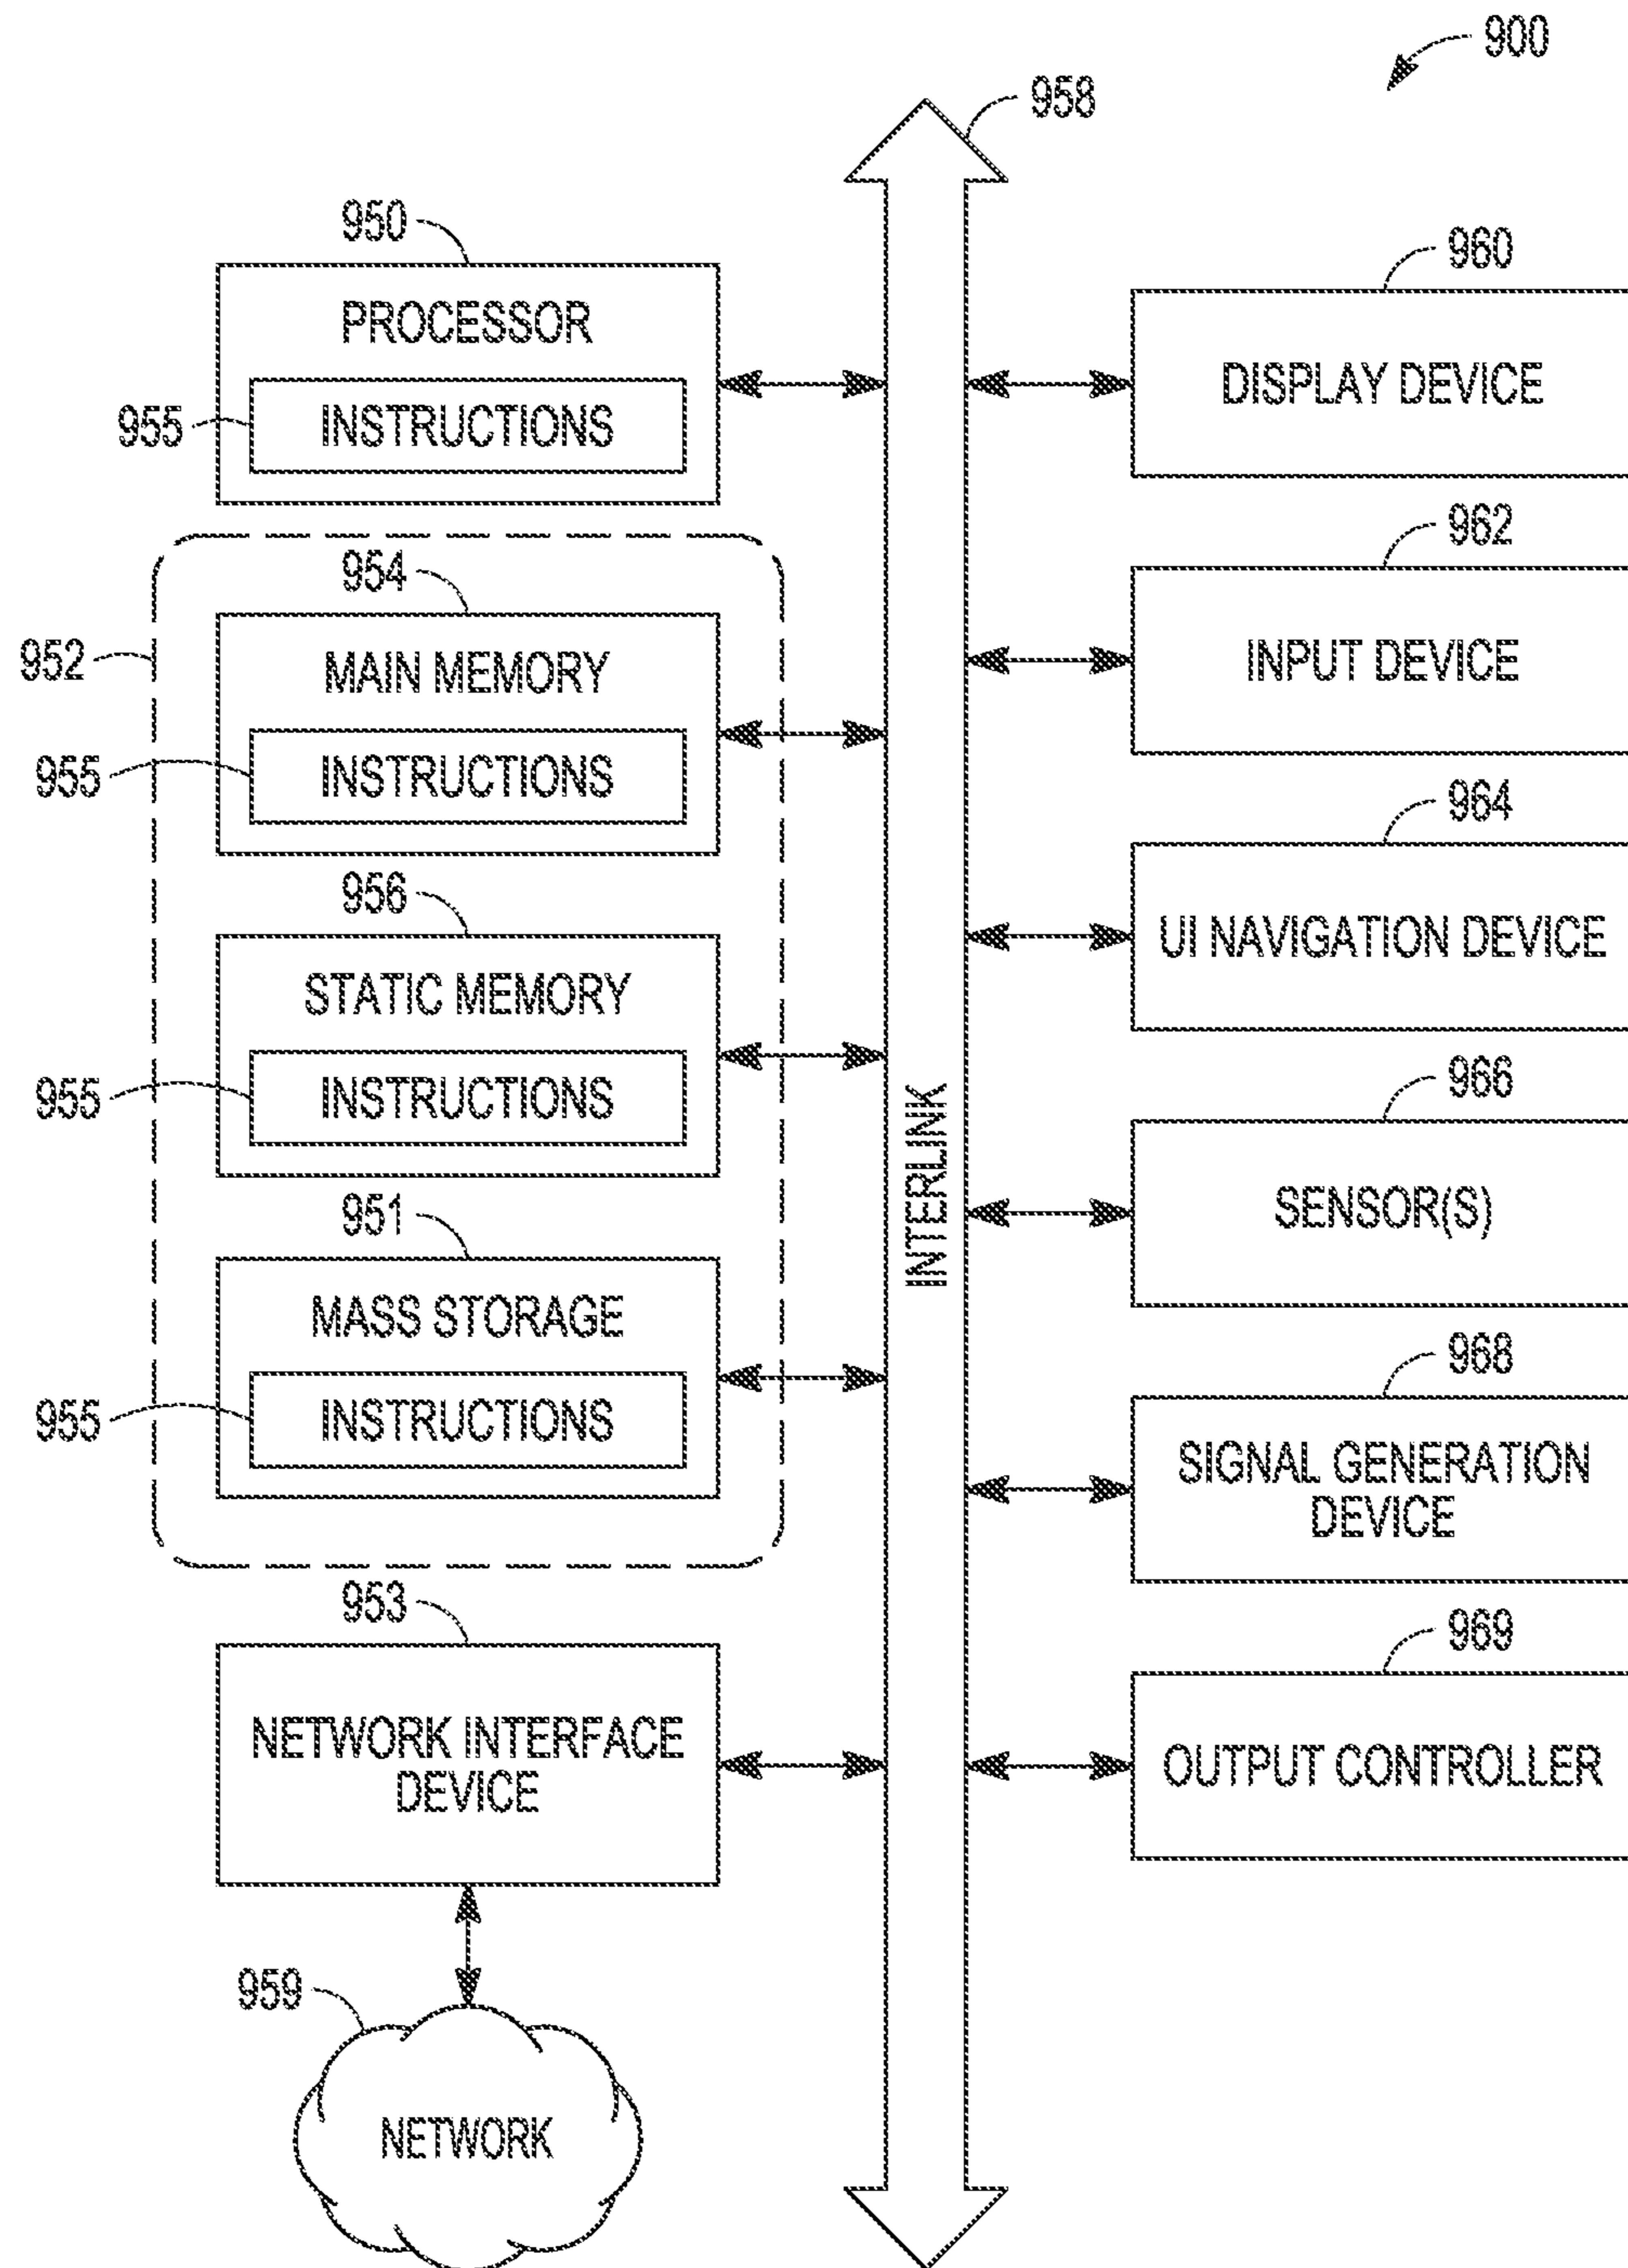 900
958
950
PROCESSOR
955
INSTRUCTIONS
952
954
MAIN MEMORY
955
INSTRUCTIONS
956
STATIC MEMORY
955
INSTRUCTIONS
951
MASS STORAGE
955
INSTRUCTIONS
953
NETWORK INTERFACE
DEVICE
959
NETWORK
INTERLINK
960
DISPLAY DEVICE
962
INPUT DEVICE
964
UI NAVIGATION DEVICE
966
SENSOR(S)
968
SIGNAL GENERATION
DEVICE
969
OUTPUT CONTROLLER